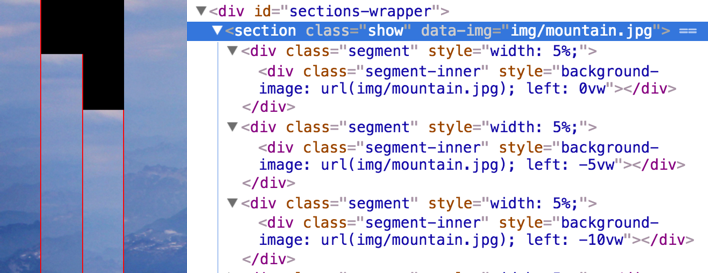 ▼<div id="sections-wrapper">
▼<section class="show" data-img="img/mountain.jpg"> ==
▼<div class="segment" style="width: 5%;">
<div class="segment-inner" style="background-
image: url(img/mountain.jpg); left: 0vw"></div>
</div>
▼<div class="segment" style="width: 5%;">
<div class="segment-inner" style="background-
image: url(img/mountain.jpg); left: -5vw"></div>
</div>
▼<div class="segment" style="width: 5%;">
<div class="segment-inner" style="background-
image: url(img/mountain.jpg); left: -10vw"></div>
</div>